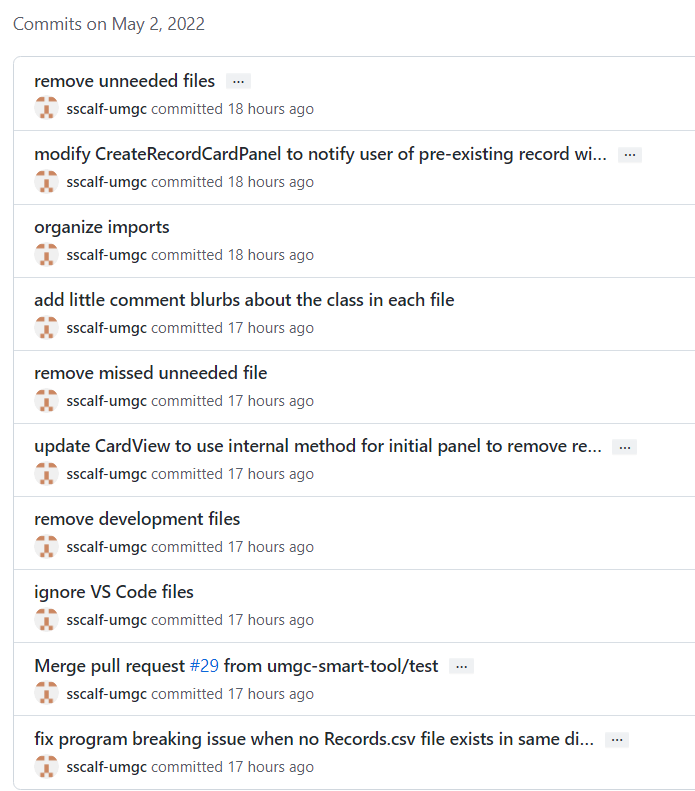 Commits on May 2, 2022
remove unneeded files ...
sscalf-umgc committed 18 hours ago
modify CreateRecordCardPanel to notify user of pre-existing record wi... ...
sscalf-umgc committed 18 hours ago
organize imports
sscalf-umgc committed 18 hours ago
add little comment blurbs about the class in each file
sscalf-umgc committed 17 hours ago
remove missed unneeded file
sscalf-umgc committed 17 hours ago
update CardView to use internal method for initial panel to remove re... ...
sscalf-umgc committed 17 hours ago
remove development files
sscalf-umgc committed 17 hours ago
ignore VS Code files
sscalf-umgc committed 17 hours ago
Merge pull request #29 from umgc-smart-tool/test ...
sscalf-umgc committed 17 hours ago
fix program breaking issue when no Records.csv file exists in same di... ...
sscalf-umgc committed 17 hours ago